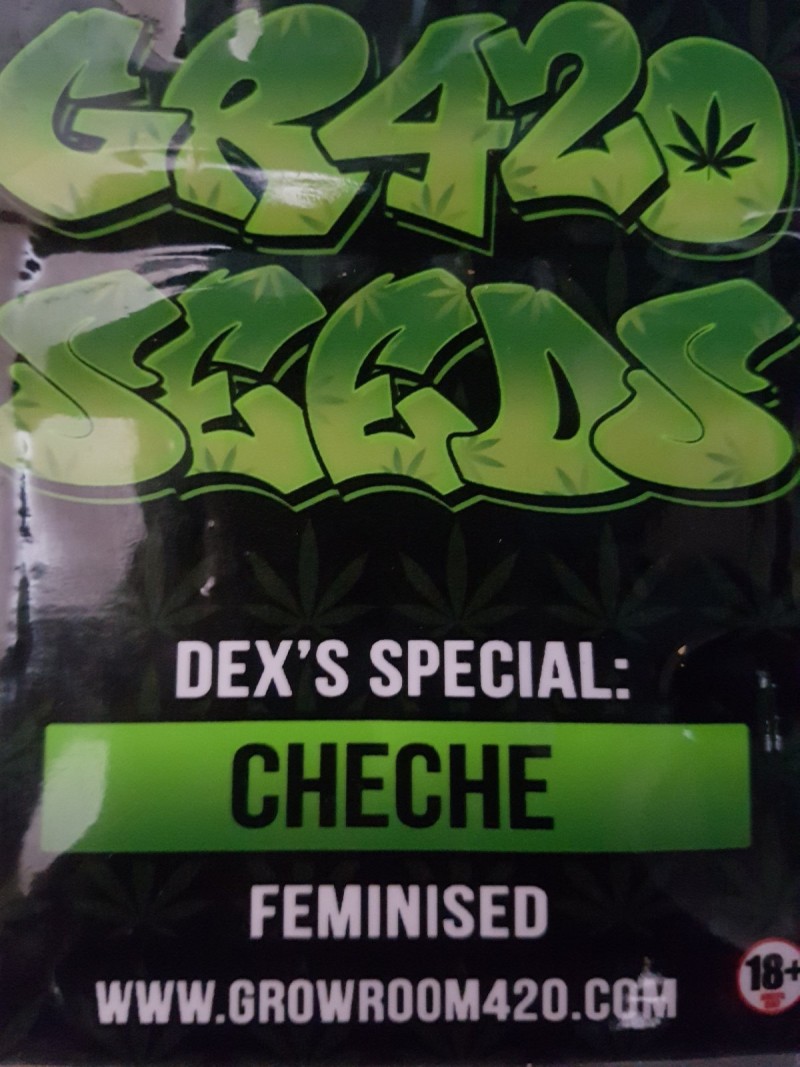 GR420
SEEDS
DEX'S SPECIAL:
CHECHE
FEMINISED
WWW.GROWROOM420.COM
18+